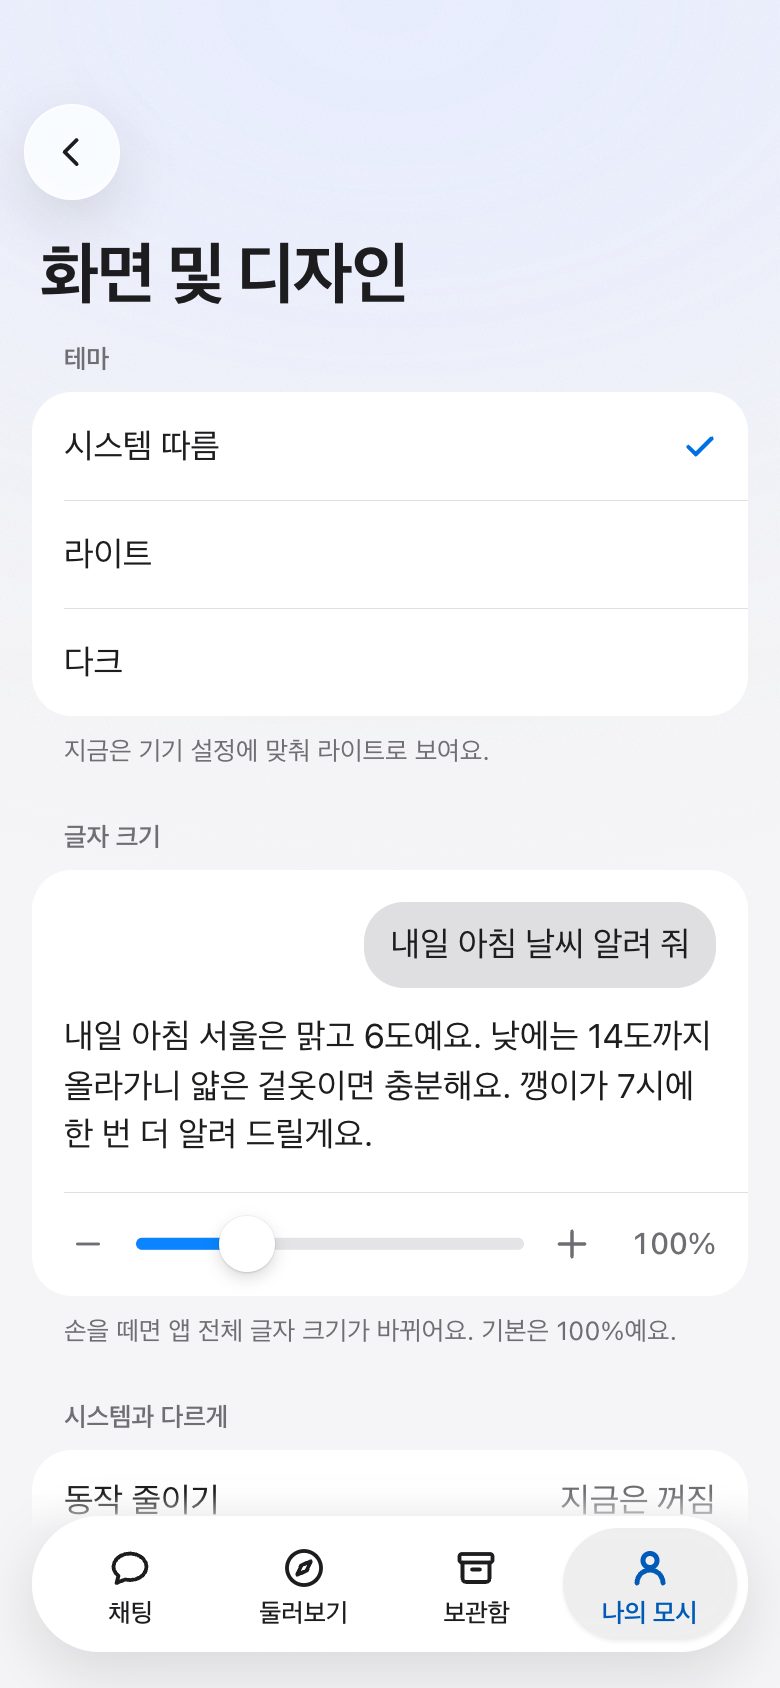 화면 및 디자인
테마
시스템 따름
라이트
다크
지금은 기기 설정에 맞춰 라이트로 보여요.
글자 크기
내일 아침 날씨 알려 줘
내일 아침 서울은 맑고 6도예요. 낮에는 14도까지
올라가니 얇은 겉옷이면 충분해요. 깽이가 7시에
한 번 더 알려 드릴게요.
100%
손을 떼면 앱 전체 글자 크기가 바뀌어요. 기본은 100%예요.
시스템과 다르게
동작 줄이기 지금은 꺼짐
채팅 둘러보기 보관함 나의 모시